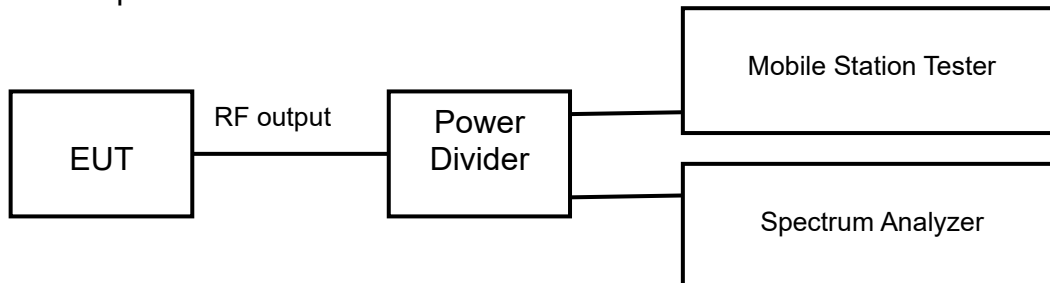 EUT
RF output
Power
Divider
Mobile Station Tester
Spectrum Analyzer